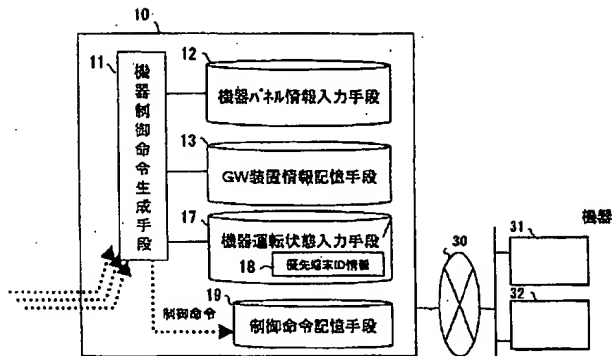 10
11
機器制御命令生成手段
12
機器パネル情報入力手段
13
GW装置情報記憶手段
17
機器運転状態入力手段
18
優先端末ID情報
19
制御命令
制御命令記憶手段
30
機器
31
32